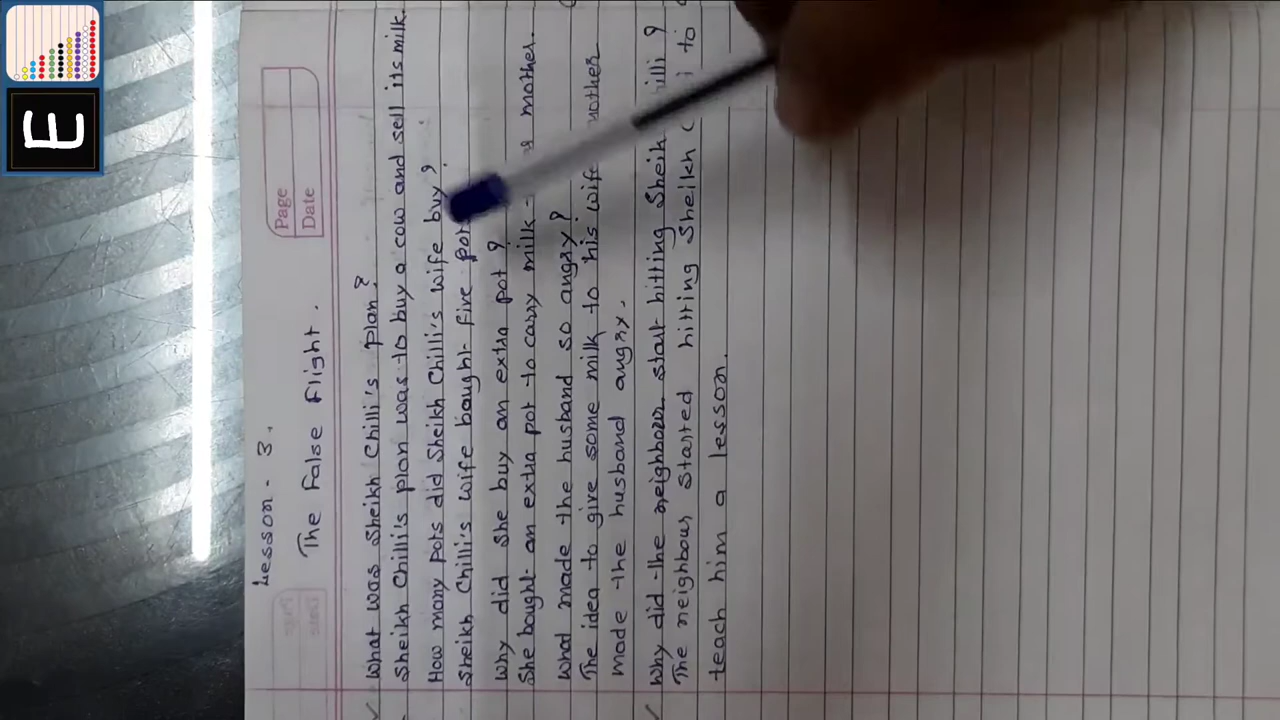 E
Page
Date
Lesson - 3.
The False Flight.
What was Sheikh Chilli's plan?
Sheikh Chilli's plan was to buy a cow and sell its milk.
How many pots did Sheikh Chilli's wife buy?
Sheikh Chilli's wife bought five
Why did she buy an extra pot?
She bought an extra pot to carry milk - mother.
What made the husband so angry?
The idea to give some milk to his
made the husband angry.
Why did the neighbour start hitting Sheikh
The neighbour started hitting Sheikh to
teach him a lesson.